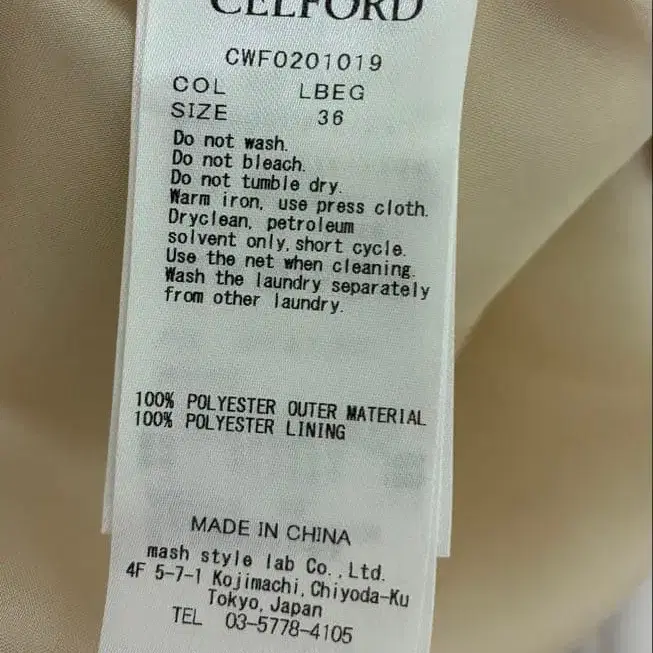 CELFORD
CWF0201019
COL LBEG
SIZE 36
Do not wash.
Do not bleach.
Do not tumble dry.
Warm iron, use press cloth.
Dryclean, petroleum
solvent only, short cycle.
Use the net when cleaning.
Wash the laundry separately
from other laundry.
100% POLYESTER OUTER MATERIAL
100% POLYESTER LINING
MADE IN CHINA
mash style lab Co.,Ltd.
4F 5-7-1 Kojimachi,Chiyoda-Ku
Tokyo,Japan
TEL 03-5778-4105